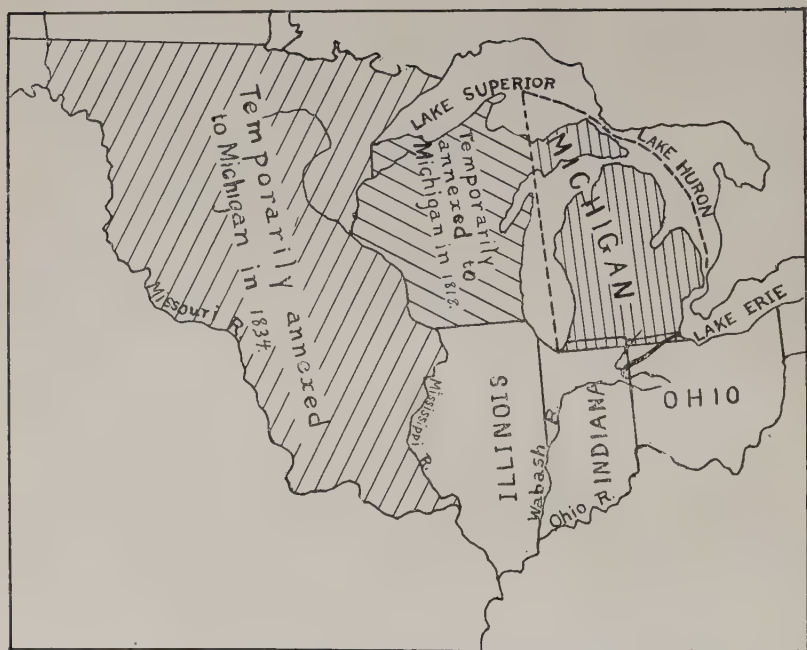 LAKE SUPERIOR
LAKE HURON
MICHIGAN
LAKE ERIE
Temporarily
annexed to
Michigan in 1818.
Temporarily annexed
to Michigan in 1834.
Missouri R.
Mississippi R.
ILLINOIS
Wabash R.
INDIANA
Ohio R.
OHIO